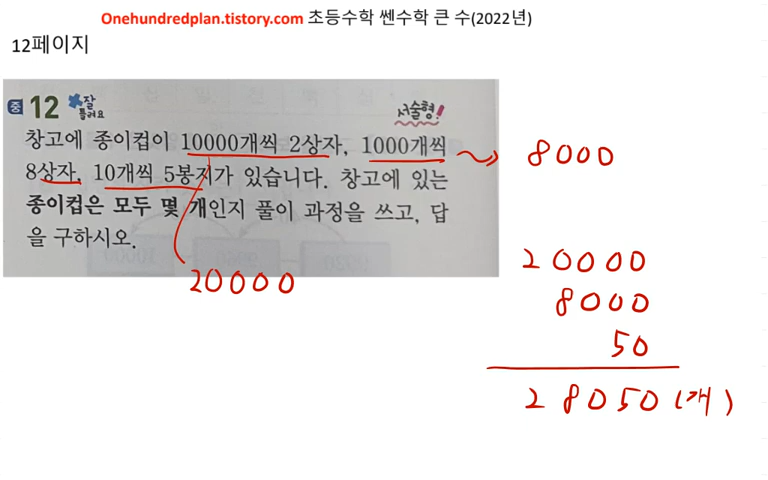 Onehundredplan.tistory.com 초등수학 쎈수학 큰 수(2022년)
12페이지
중 12 잘 틀려요 서술형!
창고에 종이컵이 10000개씩 2상자, 1000개씩
8상자, 10개씩 5봉지가 있습니다. 창고에 있는
종이컵은 모두 몇 개인지 풀이 과정을 쓰고, 답
을 구하시오.
8000
20000
20000
8000
50
28050 (개)